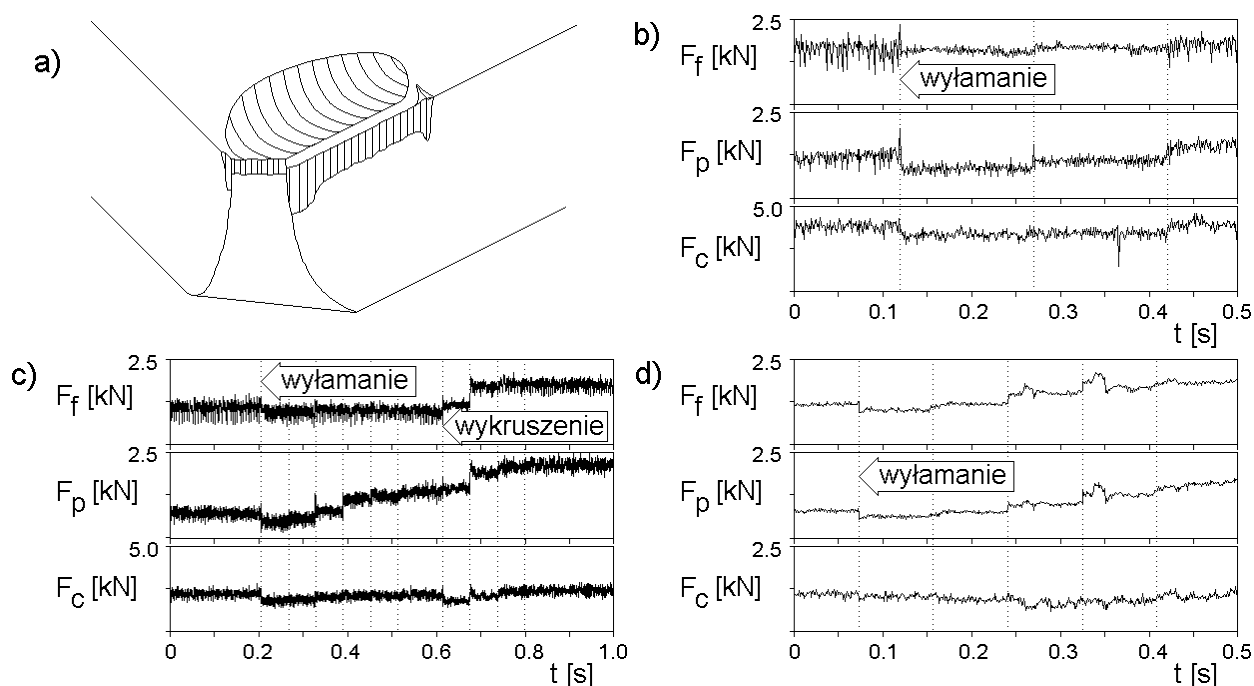 a)
b)
2.5
Ff [kN]
wyłamanie
2.5
Fp [kN]
5.0
Fc [kN]
0 0.1 0.2 0.3 0.4 0.5
t [s]
c)
2.5
Ff [kN]
wyłamanie
wykruszenie
2.5
Fp [kN]
5.0
Fc [kN]
0 0.2 0.4 0.6 0.8 1.0
t [s]
d)
2.5
Ff [kN]
2.5
Fp [kN]
wyłamanie
2.5
Fc [kN]
0 0.1 0.2 0.3 0.4 0.5
t [s]